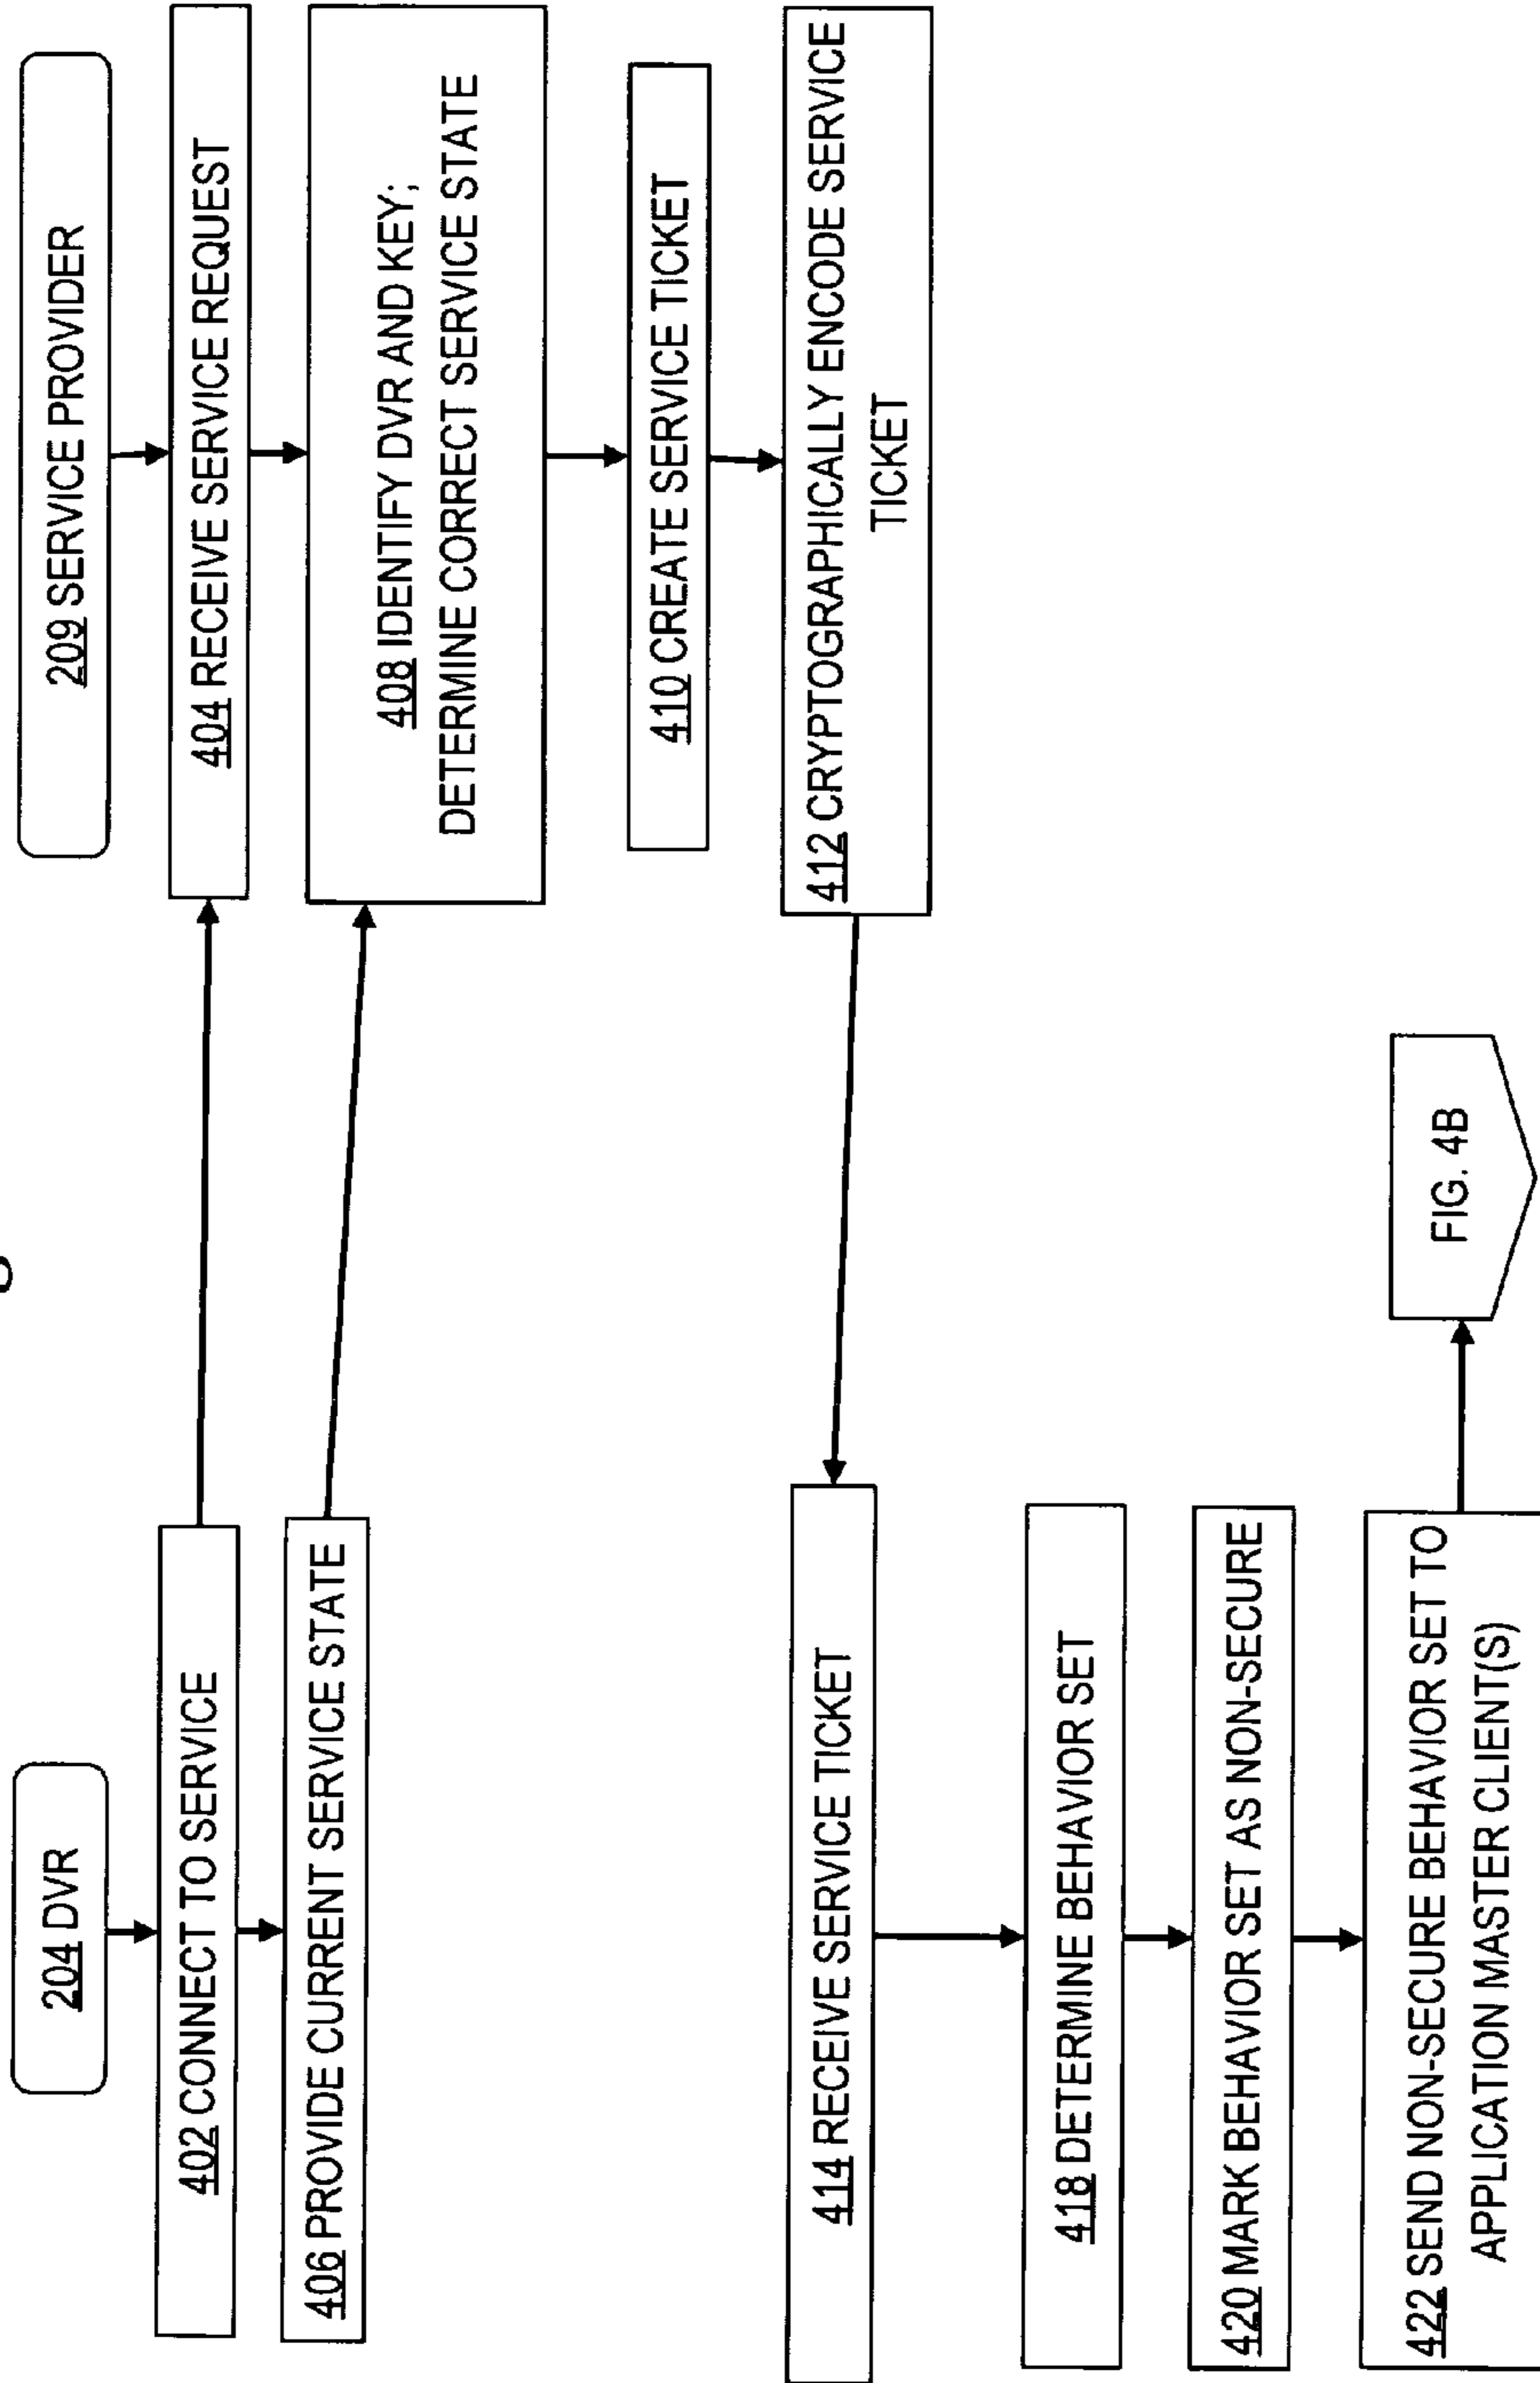 204 DVR
209 SERVICE PROVIDER
402 CONNECT TO SERVICE
404 RECEIVE SERVICE REQUEST
406 PROVIDE CURRENT SERVICE STATE
408 IDENTIFY DVR AND KEY;
DETERMINE CORRECT SERVICE STATE
410 CREATE SERVICE TICKET
412 CRYPTOGRAPHICALLY ENCODE SERVICE
TICKET
414 RECEIVE SERVICE TICKET
418 DETERMINE BEHAVIOR SET
420 MARK BEHAVIOR SET AS NON-SECURE
422 SEND NON-SECURE BEHAVIOR SET TO
APPLICATION MASTER CLIENT(S)
FIG. 4B